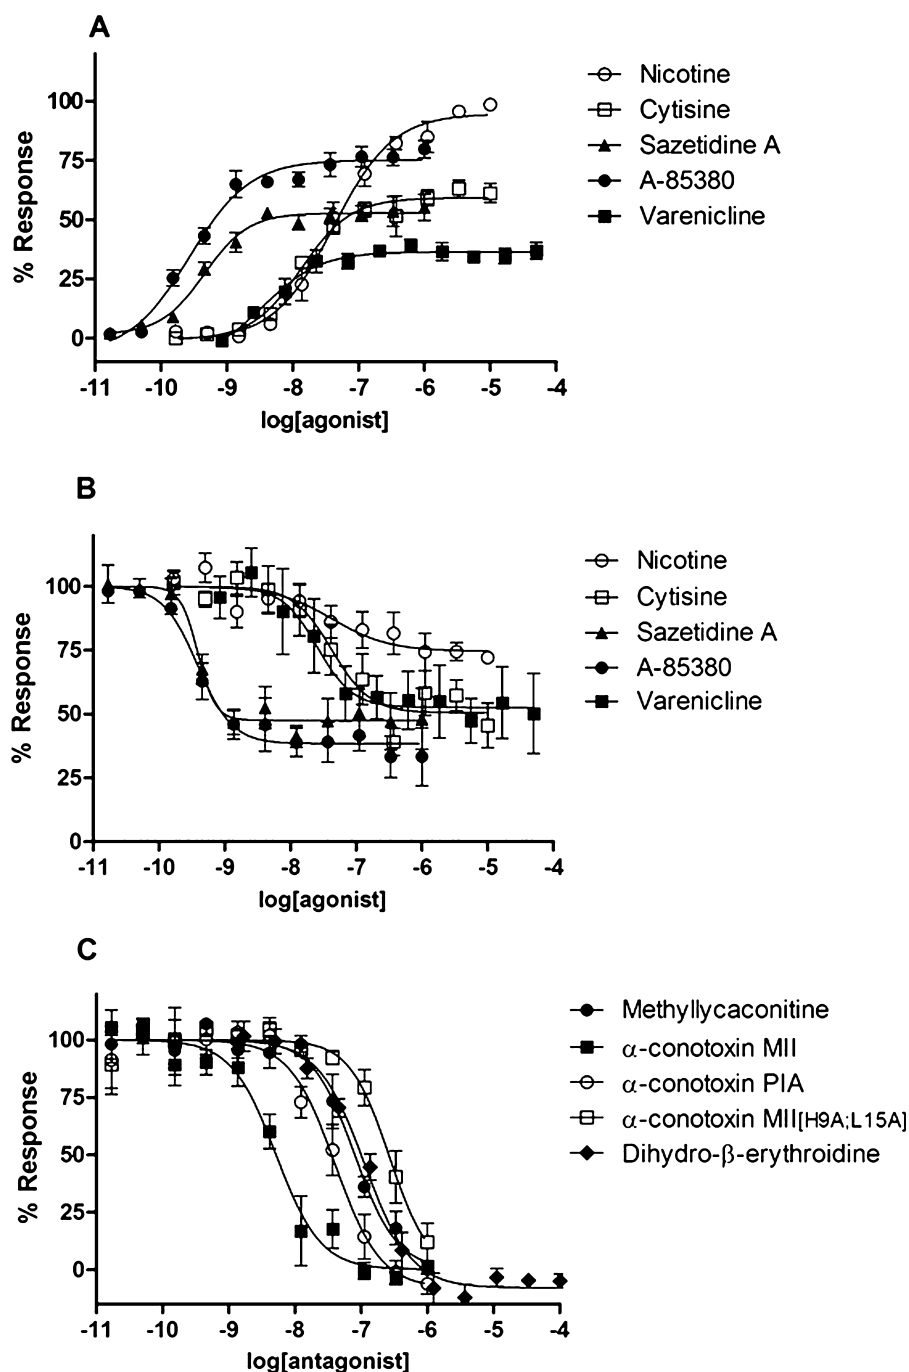 A
% Response
100
75
50
25
0
-11 -10 -9 -8 -7 -6 -5 -4
log[agonist]
Nicotine
Cytisine
Sazetidine A
A-85380
Varenicline
B
% Response
100
75
50
25
0
-11 -10 -9 -8 -7 -6 -5 -4
log[agonist]
Nicotine
Cytisine
Sazetidine A
A-85380
Varenicline
C
% Response
100
75
50
25
0
-11 -10 -9 -8 -7 -6 -5 -4
log[antagonist]
Methyllycaconitine
α-conotoxin MII
α-conotoxin PIA
α-conotoxin MII[H9A;L15A]
Dihydro-β-erythroidine